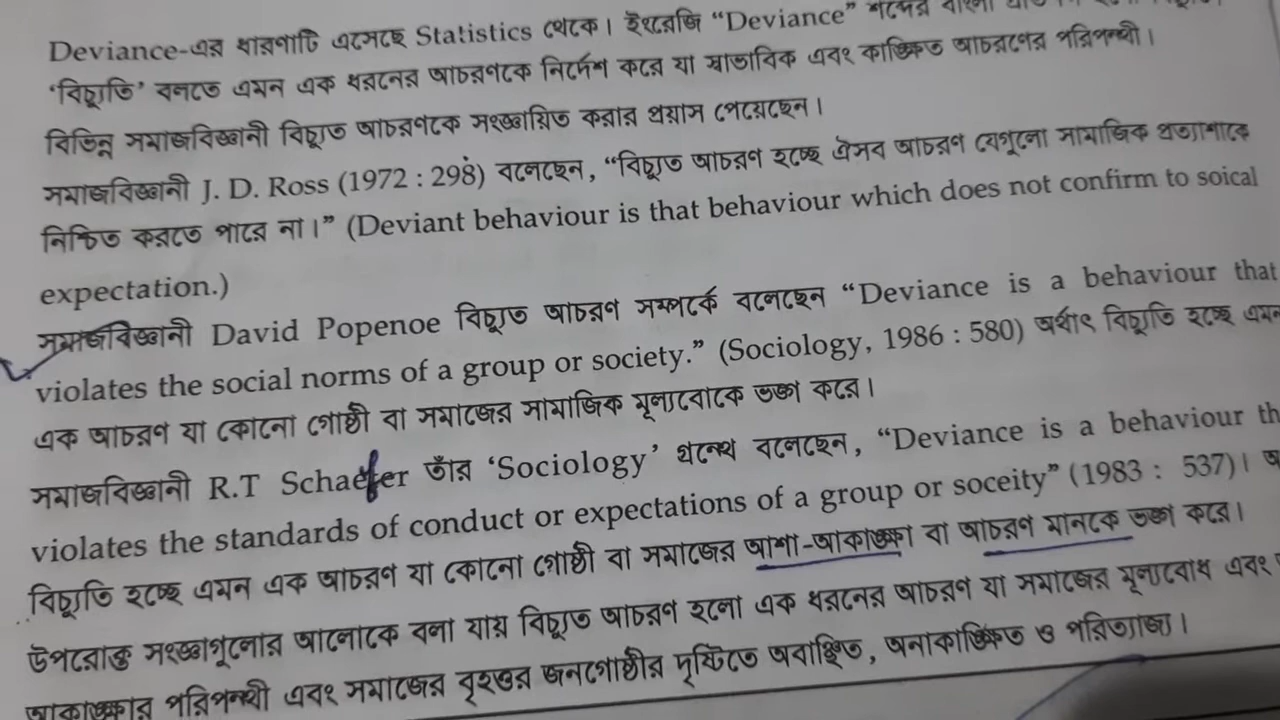 Deviance-এর ধারণাটি এসেছে Statistics থেকে। ইংরেজি “Deviance” শব্দের বাংলা
‘বিচ্যুতি’ বলতে এমন এক ধরনের আচরণকে নির্দেশ করে যা স্বাভাবিক এবং কাঙ্ক্ষিত আচরণের পরিপন্থী।
বিভিন্ন সমাজবিজ্ঞানী বিচ্যুত আচরণকে সংজ্ঞায়িত করার প্রয়াস পেয়েছেন।
সমাজবিজ্ঞানী J. D. Ross (1972 : 298) বলেছেন, “বিচ্যুত আচরণ হচ্ছে ঐসব আচরণ যেগুলো সামাজিক প্রত্যাশাকে
নিশ্চিত করতে পারে না।” (Deviant behaviour is that behaviour which does not confirm to soical
expectation.)
সমাজবিজ্ঞানী David Popenoe বিচ্যুত আচরণ সম্পর্কে বলেছেন “Deviance is a behaviour that
violates the social norms of a group or society.” (Sociology, 1986 : 580) অর্থাৎ বিচ্যুতি হচ্ছে এমন
এক আচরণ যা কোনো গোষ্ঠী বা সমাজের সামাজিক মূল্যবোকে ভঙ্গ করে।
সমাজবিজ্ঞানী R.T Schaefer তাঁর ‘Sociology’ গ্রন্থে বলেছেন, “Deviance is a behaviour th
violates the standards of conduct or expectations of a group or soceity” (1983 : 537)।
বিচ্যুতি হচ্ছে এমন এক আচরণ যা কোনো গোষ্ঠী বা সমাজের আশা-আকাঙ্ক্ষা বা আচরণ মানকে ভঙ্গ করে।
উপরোক্ত সংজ্ঞাগুলোর আলোকে বলা যায় বিচ্যুত আচরণ হলো এক ধরনের আচরণ যা সমাজের মূল্যবোধ এবং
আকাঙ্ক্ষার পরিপন্থী এবং সমাজের বৃহত্তর জনগোষ্ঠীর দৃষ্টিতে অবাঞ্ছিত, অনাকাঙ্ক্ষিত ও পরিত্যাজ্য।